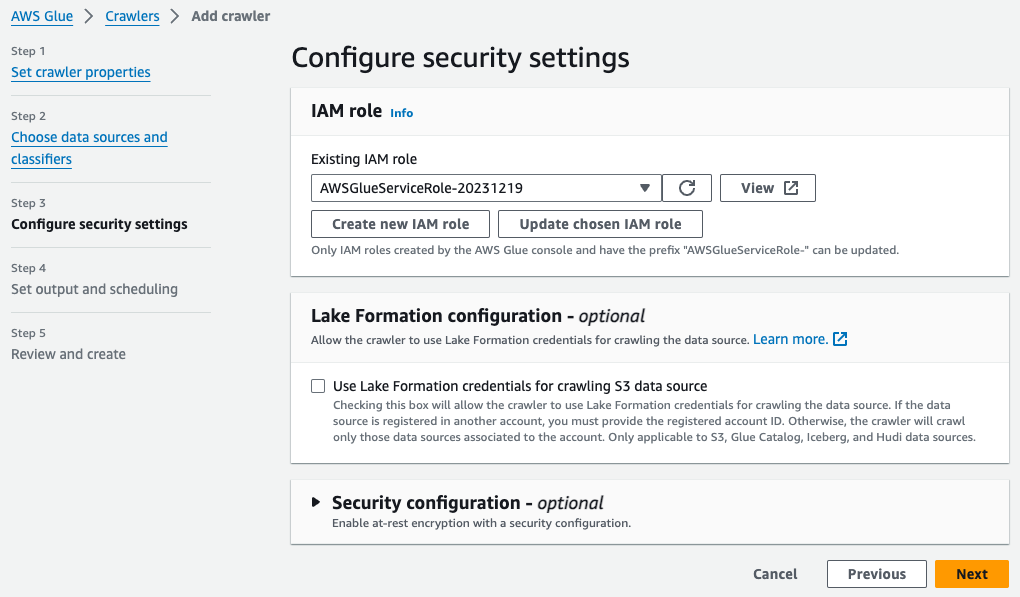 AWS Glue > Crawlers > Add crawler
Step 1
Set crawler properties
Step 2
Choose data sources and
classifiers
Step 3
Configure security settings
Step 4
Set output and scheduling
Step 5
Review and create
Configure security settings
IAM role Info
Existing IAM role
AWSGlueServiceRole-20231219
View
Create new IAM role
Update chosen IAM role
Only IAM roles created by the AWS Glue console and have the prefix "AWSGlueServiceRole-" can be updated.
Lake Formation configuration - optional
Allow the crawler to use Lake Formation credentials for crawling the data source. Learn more.
Use Lake Formation credentials for crawling S3 data source
Checking this box will allow the crawler to use Lake Formation credentials for crawling the data source. If the data
source is registered in another account, you must provide the registered account ID. Otherwise, the crawler will crawl
only those data sources associated to the account. Only applicable to S3, Glue Catalog, Iceberg, and Hudi data sources.
Security configuration - optional
Enable at-rest encryption with a security configuration.
Cancel
Previous
Next